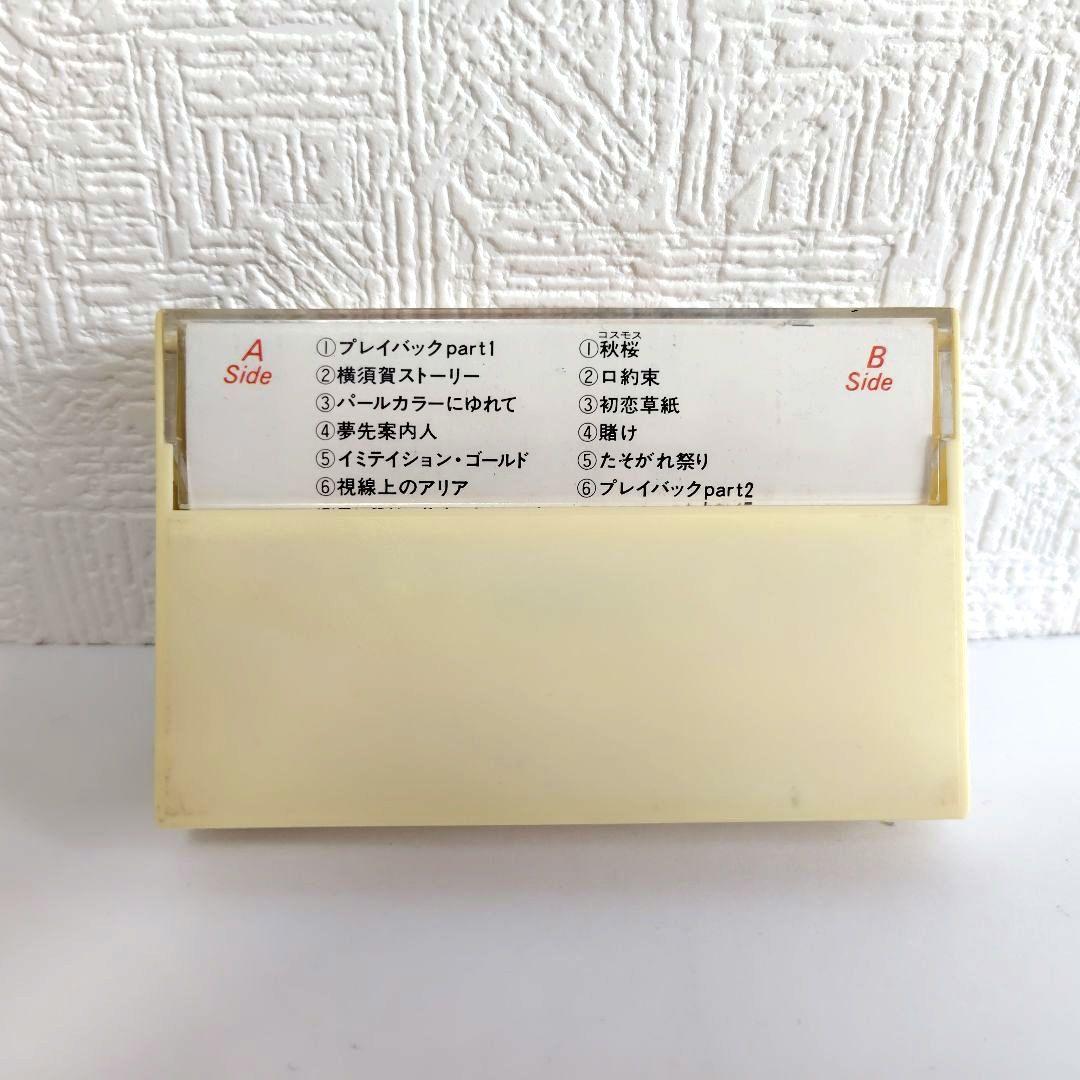 A
Side
①プレイバックpart1
②横須賀ストーリー
③パールカラーにゆれて
④夢先案内人
⑤イミテイション・ゴールド
⑥視線上のアリア
コスモス
①秋桜
②口約束
③初恋草紙
④賭け
⑤たそがれ祭り
⑥プレイバックpart2
B
Side